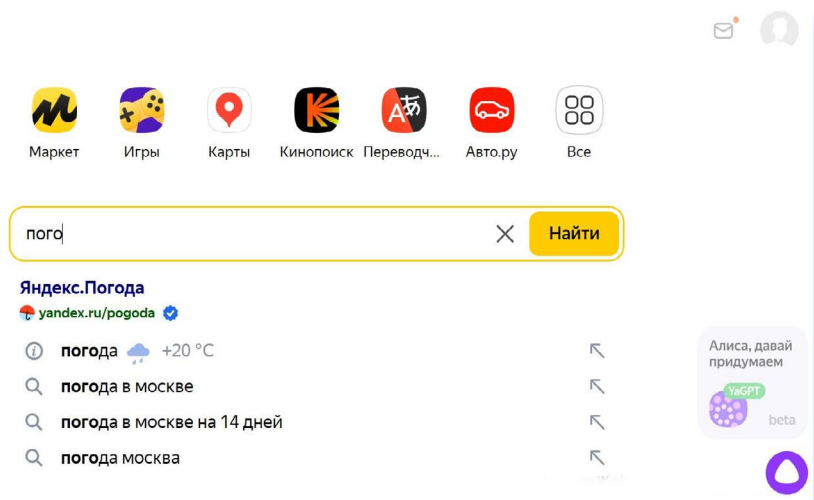 Маркет Игры Карты Кинопоиск Переводч... Авто.ру Все
пого Найти
Яндекс.Погода
yandex.ru/pogoda
погода +20 °C
погода в москве
погода в москве на 14 дней
погода москва
Алиса, давай
придумаем
YaGPT
beta